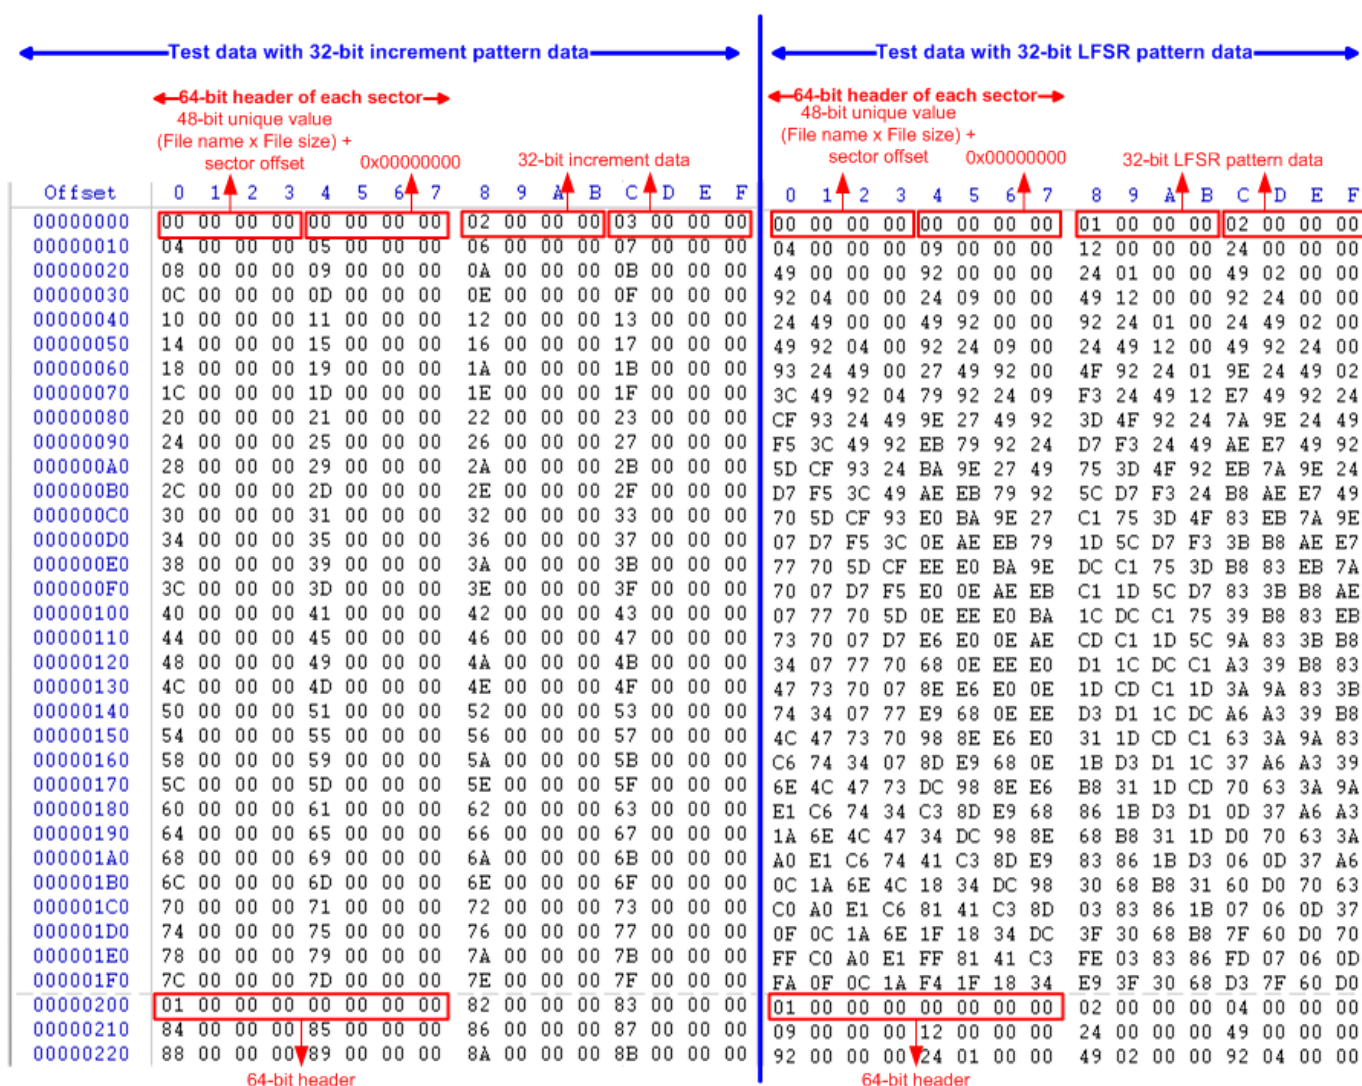 Test data with 32-bit increment pattern data Test data with 32-bit LFSR pattern data
64-bit header of each sector 64-bit header of each sector
48-bit unique value 48-bit unique value
(File name x File size) + (File name x File size) +
sector offset 0x00000000 32-bit increment data sector offset 0x00000000 32-bit LFSR pattern data
Offset 0 1 2 3 4 5 6 7 8 9 A B C D E F 0 1 2 3 4 5 6 7 8 9 A B C D E F
00000000 00 00 00 00 00 00 00 00 02 00 00 00 03 00 00 00 00 00 00 00 00 00 00 00 01 00 00 00 02 00 00 00
00000010 04 00 00 00 05 00 00 00 06 00 00 00 07 00 00 00 04 00 00 00 09 00 00 00 12 00 00 00 24 00 00 00
00000020 08 00 00 00 09 00 00 00 0A 00 00 00 0B 00 00 00 49 00 00 00 92 00 00 00 24 01 00 00 49 02 00 00
00000030 0C 00 00 00 0D 00 00 00 0E 00 00 00 0F 00 00 00 92 04 00 00 24 09 00 00 49 12 00 00 92 24 00 00
00000040 10 00 00 00 11 00 00 00 12 00 00 00 13 00 00 00 24 49 00 00 49 92 00 00 92 24 01 00 24 49 02 00
00000050 14 00 00 00 15 00 00 00 16 00 00 00 17 00 00 00 49 92 04 00 92 24 09 00 24 49 12 00 49 92 24 00
00000060 18 00 00 00 19 00 00 00 1A 00 00 00 1B 00 00 00 93 24 49 00 27 49 92 00 4F 92 24 01 9E 24 49 02
00000070 1C 00 00 00 1D 00 00 00 1E 00 00 00 1F 00 00 00 3C 49 92 04 79 92 24 09 F3 24 49 12 E7 49 92 24
00000080 20 00 00 00 21 00 00 00 22 00 00 00 23 00 00 00 CF 93 24 49 9E 27 49 92 3D 4F 92 24 7A 9E 24 49
00000090 24 00 00 00 25 00 00 00 26 00 00 00 27 00 00 00 F5 3C 49 92 EB 79 92 24 D7 F3 24 49 AE E7 49 92
000000A0 28 00 00 00 29 00 00 00 2A 00 00 00 2B 00 00 00 5D CF 93 24 BA 9E 27 49 75 3D 4F 92 EB 7A 9E 24
000000B0 2C 00 00 00 2D 00 00 00 2E 00 00 00 2F 00 00 00 D7 F5 3C 49 AE EB 79 92 5C D7 F3 24 B8 AE E7 49
000000C0 30 00 00 00 31 00 00 00 32 00 00 00 33 00 00 00 70 5D CF 93 E0 BA 9E 27 C1 75 3D 4F 83 EB 7A 9E
000000D0 34 00 00 00 35 00 00 00 36 00 00 00 37 00 00 00 07 D7 F5 3C 0E AE EB 79 1D 5C D7 F3 3B B8 AE E7
000000E0 38 00 00 00 39 00 00 00 3A 00 00 00 3B 00 00 00 77 70 5D CF EE E0 BA 9E DC C1 75 3D B8 83 EB 7A
000000F0 3C 00 00 00 3D 00 00 00 3E 00 00 00 3F 00 00 00 70 07 D7 F5 E0 0E AE EB C1 1D 5C D7 83 3B B8 AE
00000100 40 00 00 00 41 00 00 00 42 00 00 00 43 00 00 00 07 77 70 5D 0E EE E0 BA 1C DC C1 75 39 B8 83 EB
00000110 44 00 00 00 45 00 00 00 46 00 00 00 47 00 00 00 73 70 07 D7 E6 E0 0E AE CD C1 1D 5C 9A 83 3B B8
00000120 48 00 00 00 49 00 00 00 4A 00 00 00 4B 00 00 00 34 07 77 70 68 0E EE E0 D1 1C DC C1 A3 39 B8 83
00000130 4C 00 00 00 4D 00 00 00 4E 00 00 00 4F 00 00 00 47 73 70 07 8E E6 E0 0E 1D CD C1 1D 3A 9A 83 3B
00000140 50 00 00 00 51 00 00 00 52 00 00 00 53 00 00 00 74 34 07 77 E9 68 0E EE D3 D1 1C DC A6 A3 39 B8
00000150 54 00 00 00 55 00 00 00 56 00 00 00 57 00 00 00 4C 47 73 70 98 8E E6 E0 31 1D CD C1 63 3A 9A 83
00000160 58 00 00 00 59 00 00 00 5A 00 00 00 5B 00 00 00 C6 74 34 07 8D E9 68 0E 1B D3 D1 1C 37 A6 A3 39
00000170 5C 00 00 00 5D 00 00 00 5E 00 00 00 5F 00 00 00 6E 4C 47 73 DC 98 8E E6 B8 31 1D CD 70 63 3A 9A
00000180 60 00 00 00 61 00 00 00 62 00 00 00 63 00 00 00 E1 C6 74 34 C3 8D E9 68 86 1B D3 D1 0D 37 A6 A3
00000190 64 00 00 00 65 00 00 00 66 00 00 00 67 00 00 00 1A 6E 4C 47 34 DC 98 8E 68 B8 31 1D D0 70 63 3A
000001A0 68 00 00 00 69 00 00 00 6A 00 00 00 6B 00 00 00 A0 E1 C6 74 41 C3 8D E9 83 86 1B D3 06 0D 37 A6
000001B0 6C 00 00 00 6D 00 00 00 6E 00 00 00 6F 00 00 00 0C 1A 6E 4C 18 34 DC 98 30 68 B8 31 60 D0 70 63
000001C0 70 00 00 00 71 00 00 00 72 00 00 00 73 00 00 00 C0 A0 E1 C6 81 41 C3 8D 03 83 86 1B 07 06 0D 37
000001D0 74 00 00 00 75 00 00 00 76 00 00 00 77 00 00 00 0F 0C 1A 6E 1F 18 34 DC 3F 30 68 B8 7F 60 D0 70
000001E0 78 00 00 00 79 00 00 00 7A 00 00 00 7B 00 00 00 FF C0 A0 E1 FF 81 41 C3 FE 03 83 86 FD 07 06 0D
000001F0 7C 00 00 00 7D 00 00 00 7E 00 00 00 7F 00 00 00 FA 0F 0C 1A F4 1F 18 34 E9 3F 30 68 D3 7F 60 D0
00000200 01 00 00 00 00 00 00 00 82 00 00 00 83 00 00 00 01 00 00 00 00 00 00 00 02 00 00 00 04 00 00 00
00000210 84 00 00 00 85 00 00 00 86 00 00 00 87 00 00 00 09 00 00 00 12 00 00 00 24 00 00 00 49 00 00 00
00000220 88 00 00 00 89 00 00 00 8A 00 00 00 8B 00 00 00 92 00 00 00 24 01 00 00 49 02 00 00 92 04 00 00
64-bit header 64-bit header